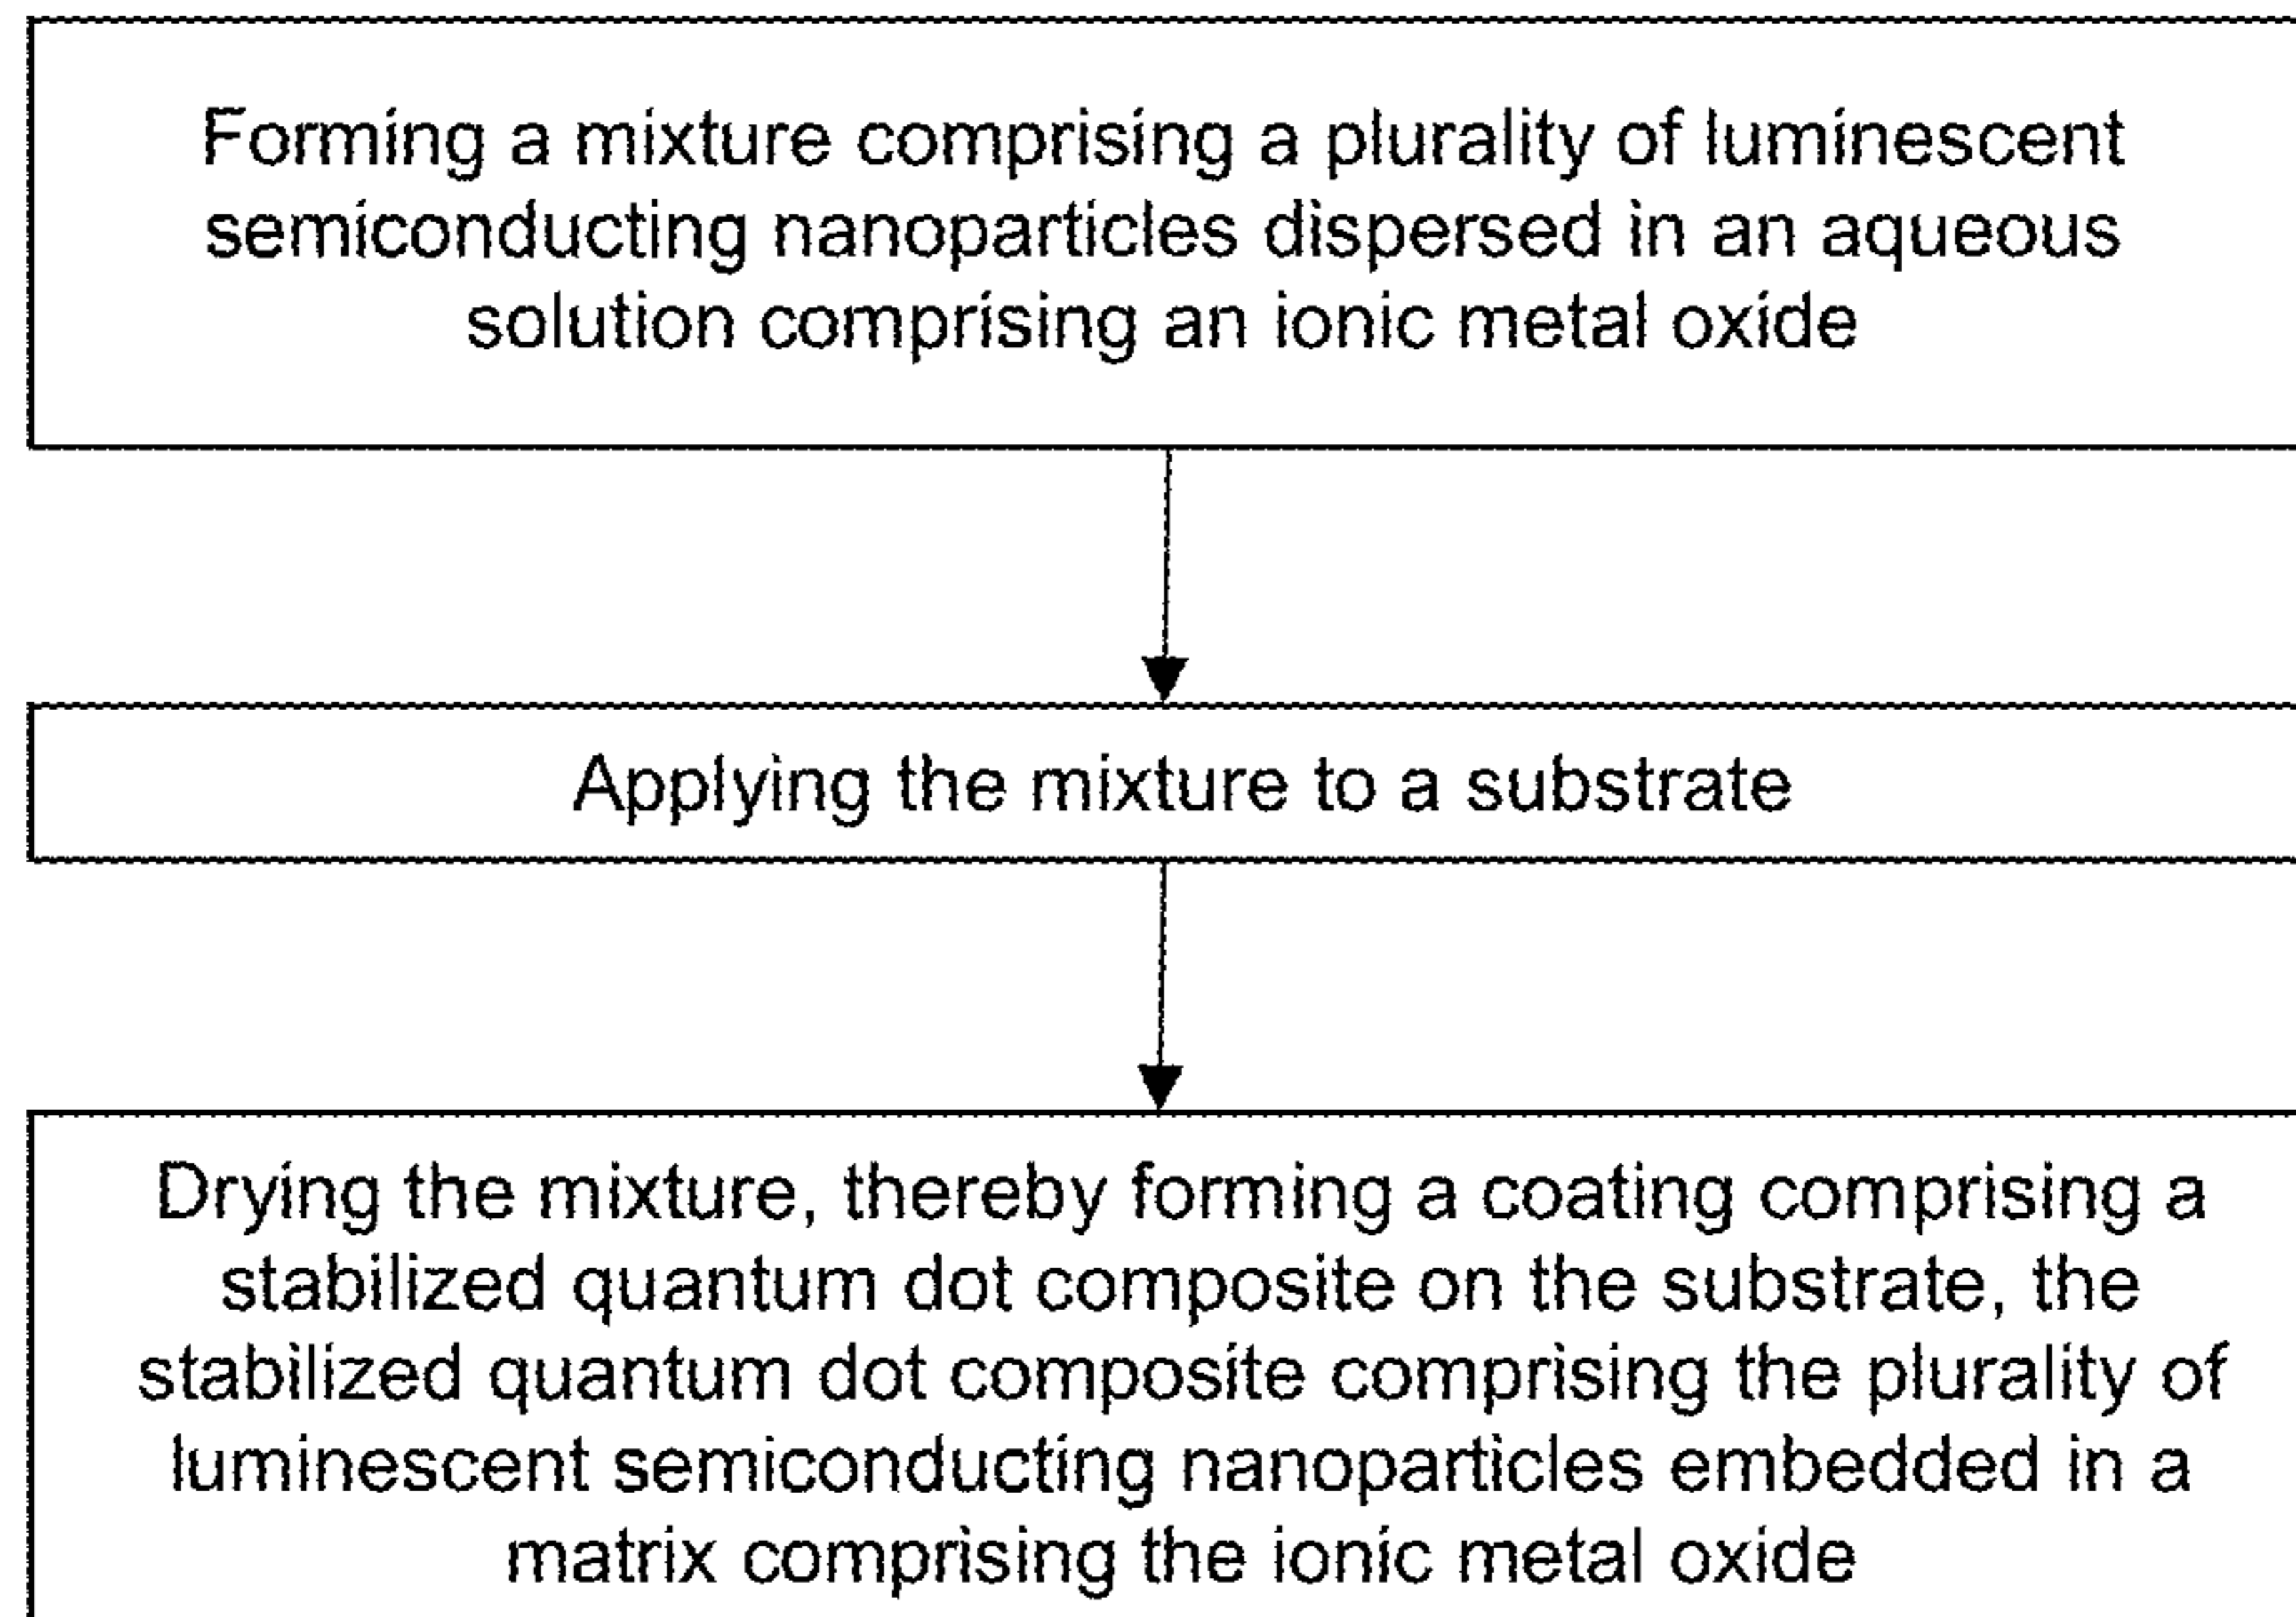 Forming a mixture comprising a plurality of luminescent
semiconducting nanoparticles dispersed in an aqueous
solution comprising an ionic metal oxide
Applying the mixture to a substrate
Drying the mixture, thereby forming a coating comprising a
stabilized quantum dot composite on the substrate, the
stabilized quantum dot composite comprising the plurality of
luminescent semiconducting nanoparticles embedded in a
matrix comprising the ionic metal oxide